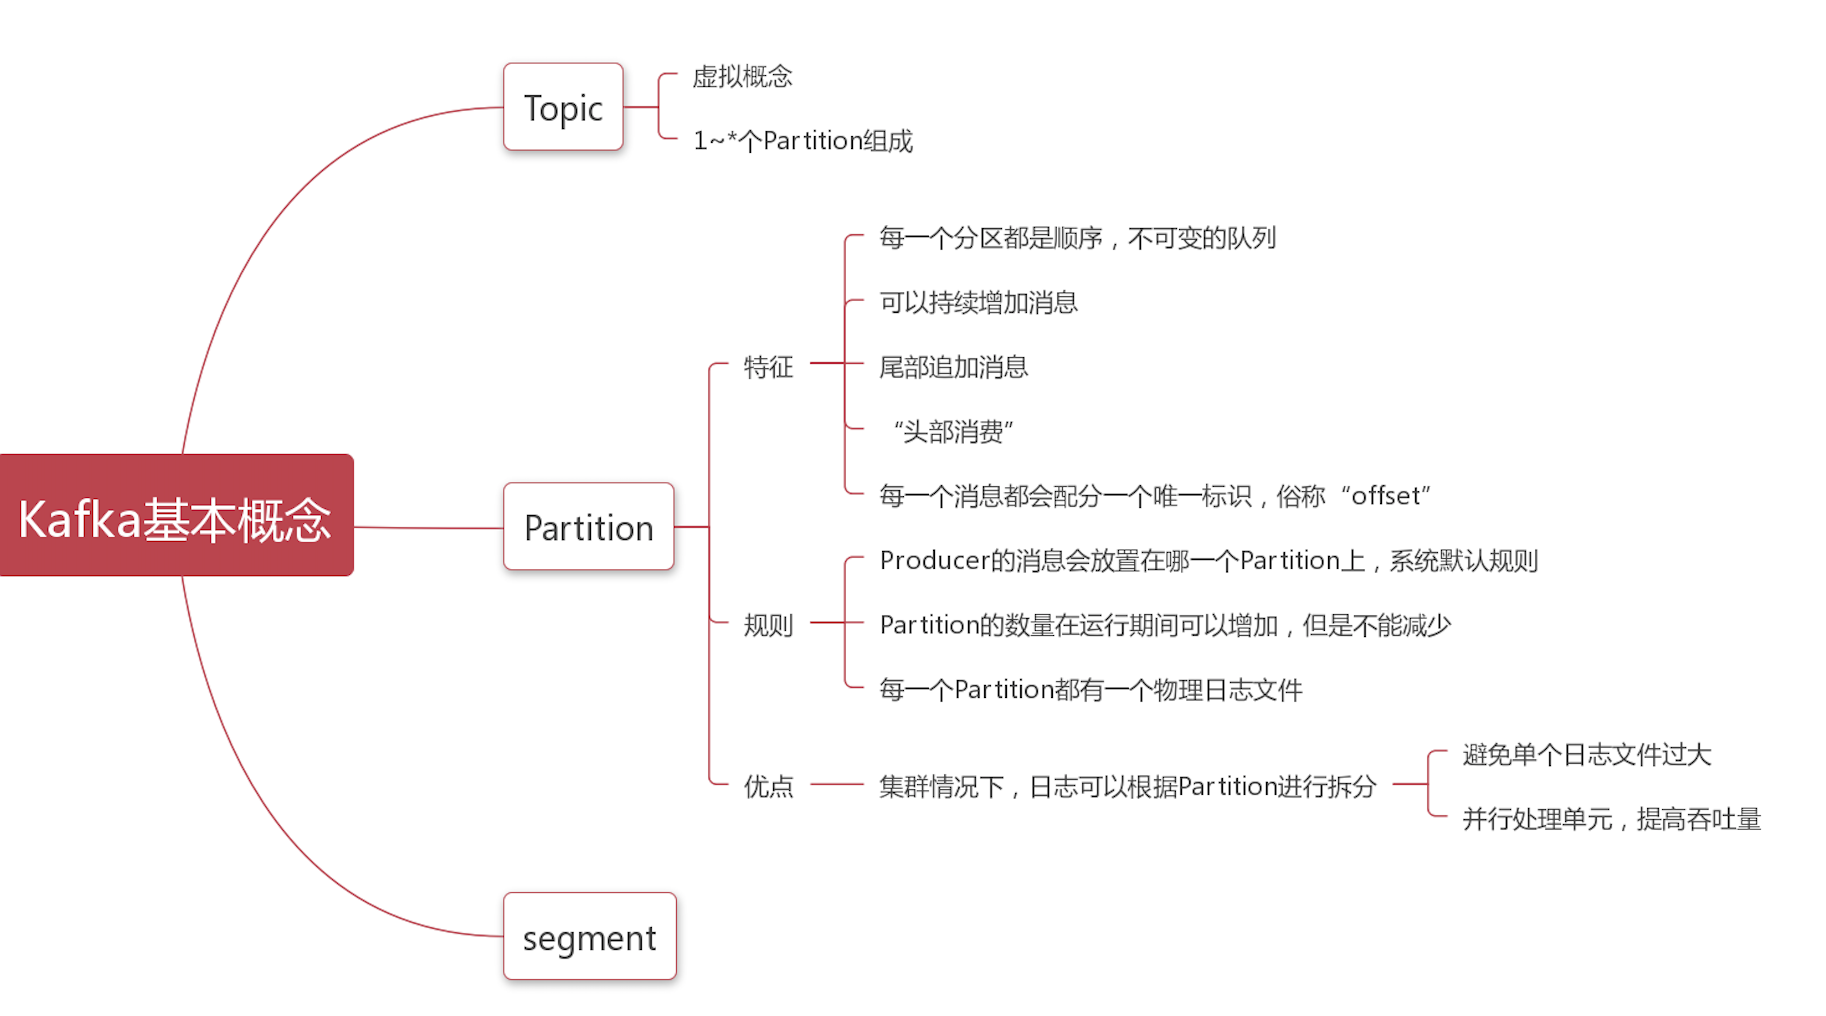 Kafka基本概念
Topic
虚拟概念
1~*个Partition组成
Partition
特征
每一个分区都是顺序，不可变的队列
可以持续增加消息
尾部追加消息
“头部消费”
每一个消息都会配分一个唯一标识，俗称“offset”
规则
Producer的消息会放置在哪一个Partition上，系统默认规则
Partition的数量在运行期间可以增加，但是不能减少
每一个Partition都有一个物理日志文件
优点
集群情况下，日志可以根据Partition进行拆分
避免单个日志文件过大
并行处理单元，提高吞吐量
segment